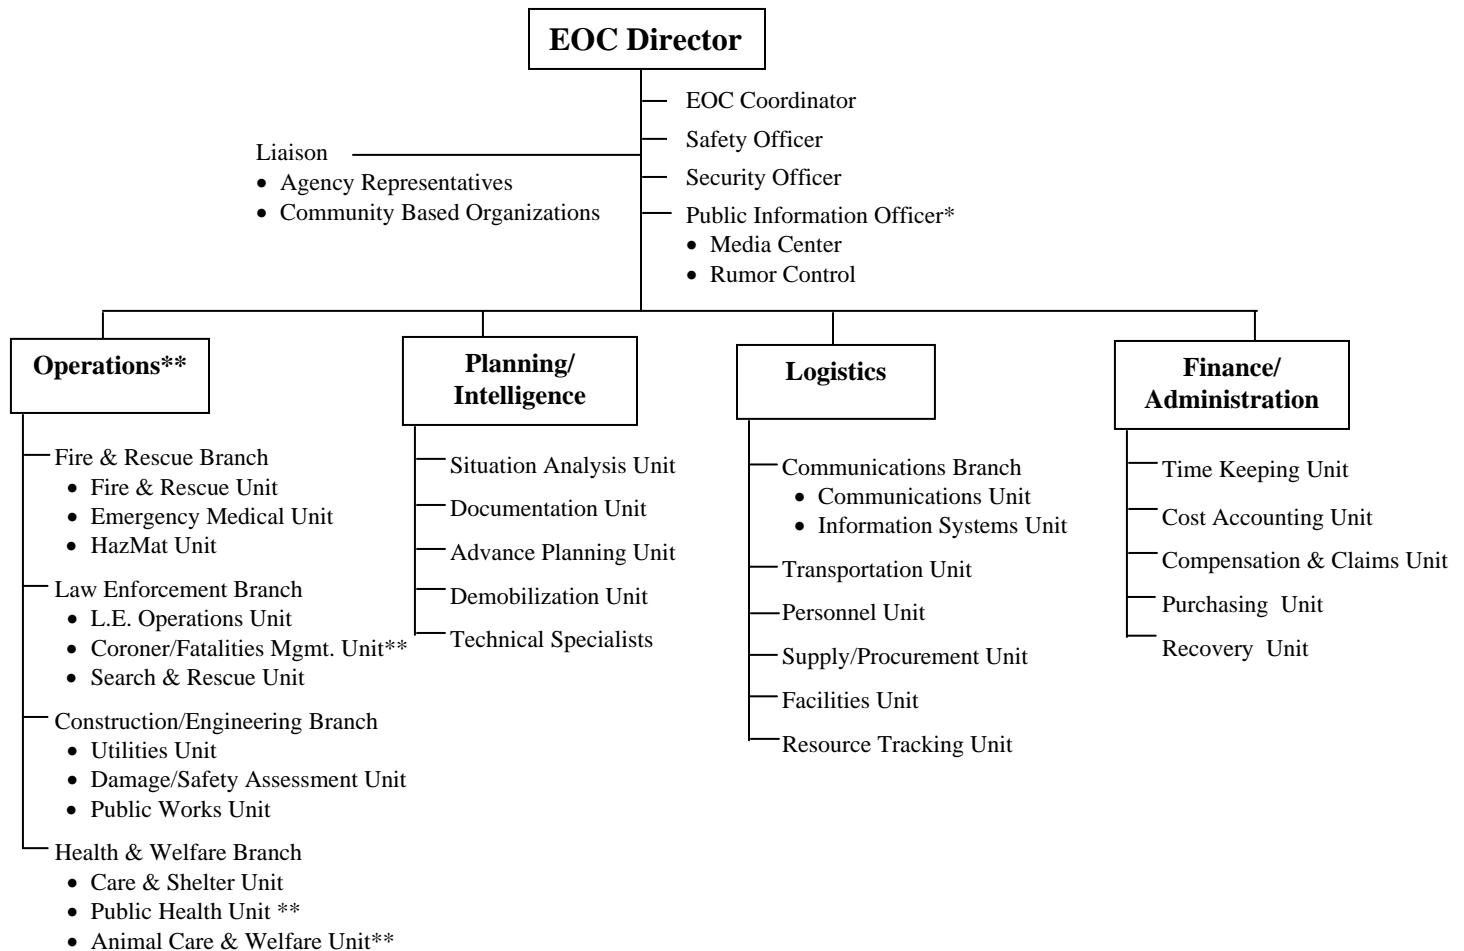 EOC Director
EOC Coordinator
Safety Officer
Liaison
• Agency Representatives
• Community Based Organizations
Security Officer
Public Information Officer*
• Media Center
• Rumor Control
Operations**
Fire & Rescue Branch
• Fire & Rescue Unit
• Emergency Medical Unit
• HazMat Unit
Law Enforcement Branch
• L.E. Operations Unit
• Coroner/Fatalities Mgmt. Unit**
• Search & Rescue Unit
Construction/Engineering Branch
• Utilities Unit
• Damage/Safety Assessment Unit
• Public Works Unit
Health & Welfare Branch
• Care & Shelter Unit
• Public Health Unit **
• Animal Care & Welfare Unit**
Planning/
Intelligence
Situation Analysis Unit
Documentation Unit
Advance Planning Unit
Demobilization Unit
Technical Specialists
Logistics
Communications Branch
• Communications Unit
• Information Systems Unit
Transportation Unit
Personnel Unit
Supply/Procurement Unit
Facilities Unit
Resource Tracking Unit
Finance/
Administration
Time Keeping Unit
Cost Accounting Unit
Compensation & Claims Unit
Purchasing  Unit
Recovery  Unit